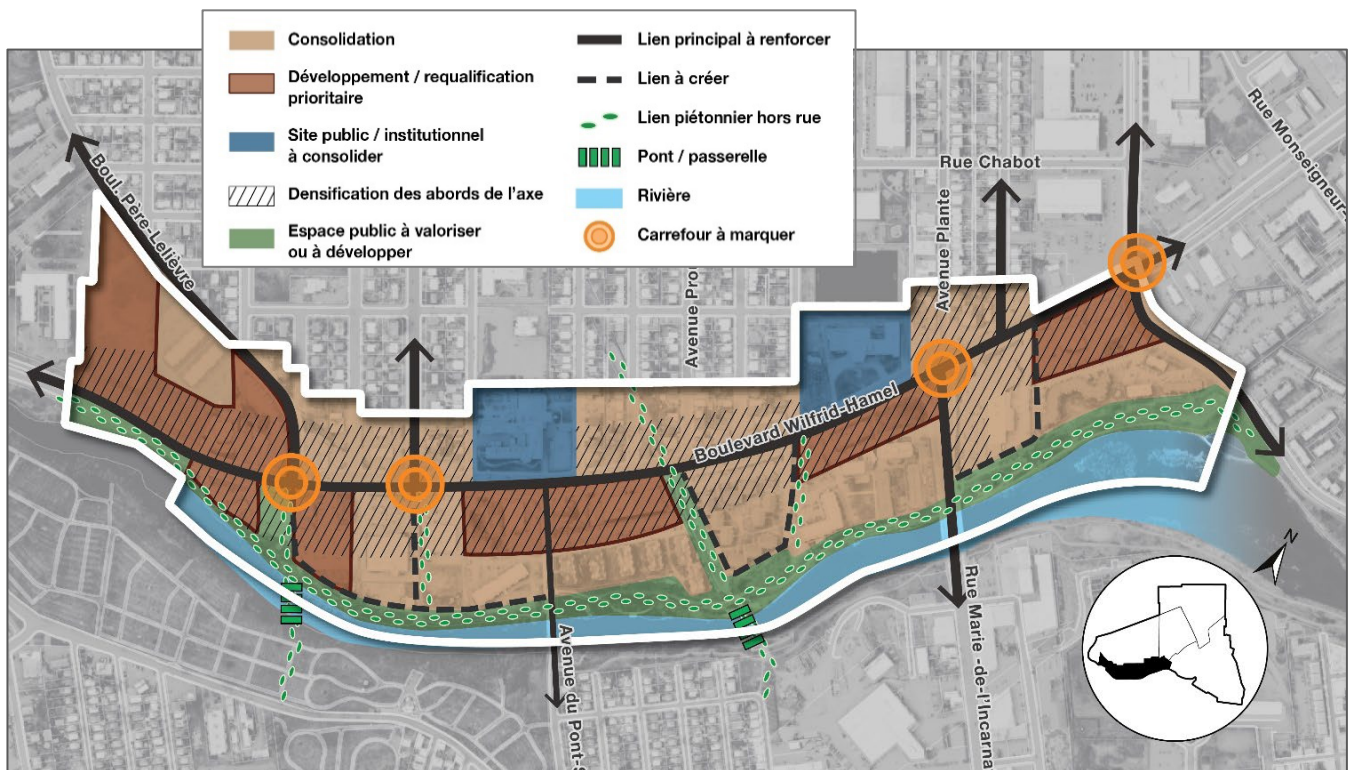 Consolidation
Développement / requalification
prioritaire
Site public / institutionnel
à consolider
Densification des abords de l'axe
Espace public à valoriser
ou à développer
Lien principal à renforcer
Lien à créer
Lien piétonnier hors rue
Pont / passerelle
Rivière
Carrefour à marquer
Boul. Père-Lelièvre
Rue Monseigneur-
Rue Chabot
Avenue Plante
Avenue Pro
Boulevard Wilfrid-Hamel
Avenue du Pont-S
Rue Marie-de-l'Incarna
N